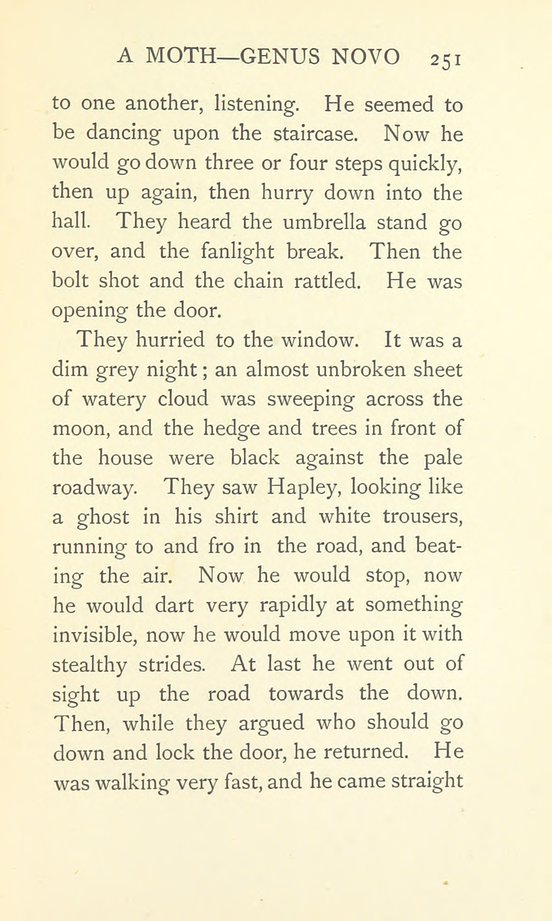 A MOTH—GENUS NOVO 251
to one another, listening. He seemed to
be dancing upon the staircase. Now he
would go down three or four steps quickly,
then up again, then hurry down into the
hall. They heard the umbrella stand go
over, and the fanlight break. Then the
bolt shot and the chain rattled. He was
opening the door.
They hurried to the window. It was a
dim grey night; an almost unbroken sheet
of watery cloud was sweeping across the
moon, and the hedge and trees in front of
the house were black against the pale
roadway. They saw Hapley, looking like
a ghost in his shirt and white trousers,
running to and fro in the road, and beat-
ing the air. Now he would stop, now
he would dart very rapidly at something
invisible, now he would move upon it with
stealthy strides. At last he went out of
sight up the road towards the down.
Then, while they argued who should go
down and lock the door, he returned. He
was walking very fast, and he came straight